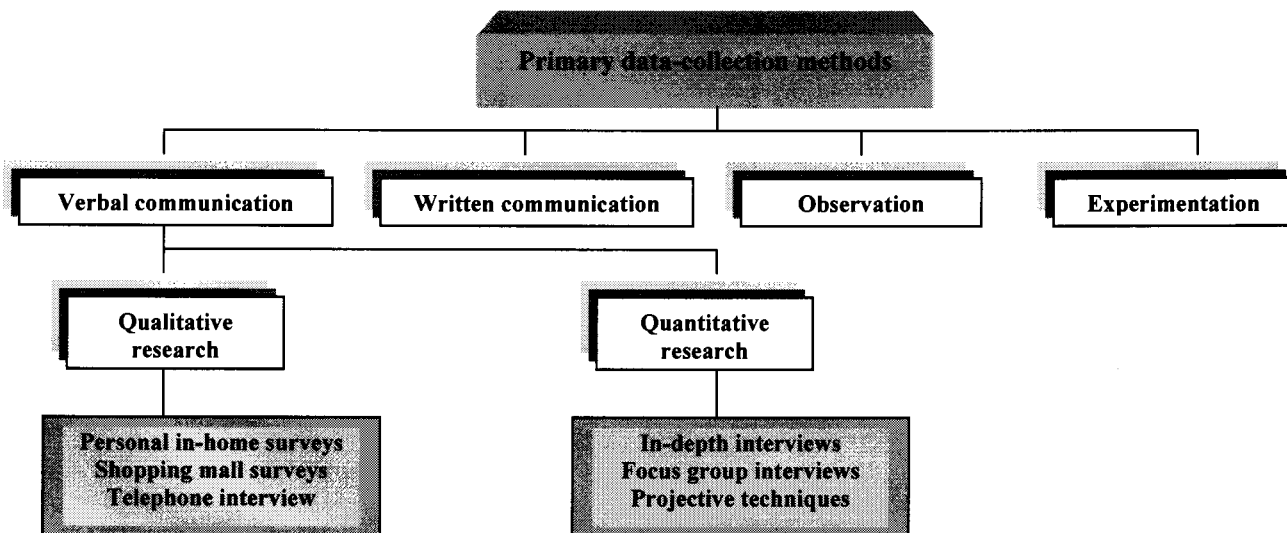 Primary data-collection methods
Verbal communication
Written communication
Observation
Experimentation
Qualitative
research
Quantitative
research
Personal in-home surveys
Shopping mall surveys
Telephone interview
In-depth interviews
Focus group interviews
Projective techniques